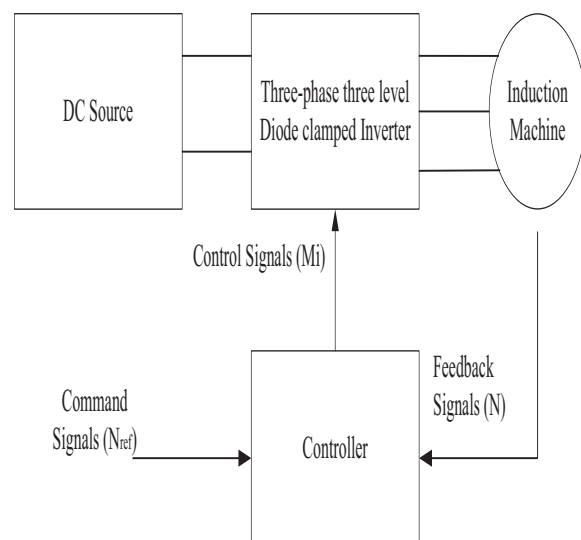 DC Source
Three-phase three level
Diode clamped Inverter
Induction
Machine
Control Signals (Mi)
Feedback
Signals (N)
Command
Signals (Nref)
Controller